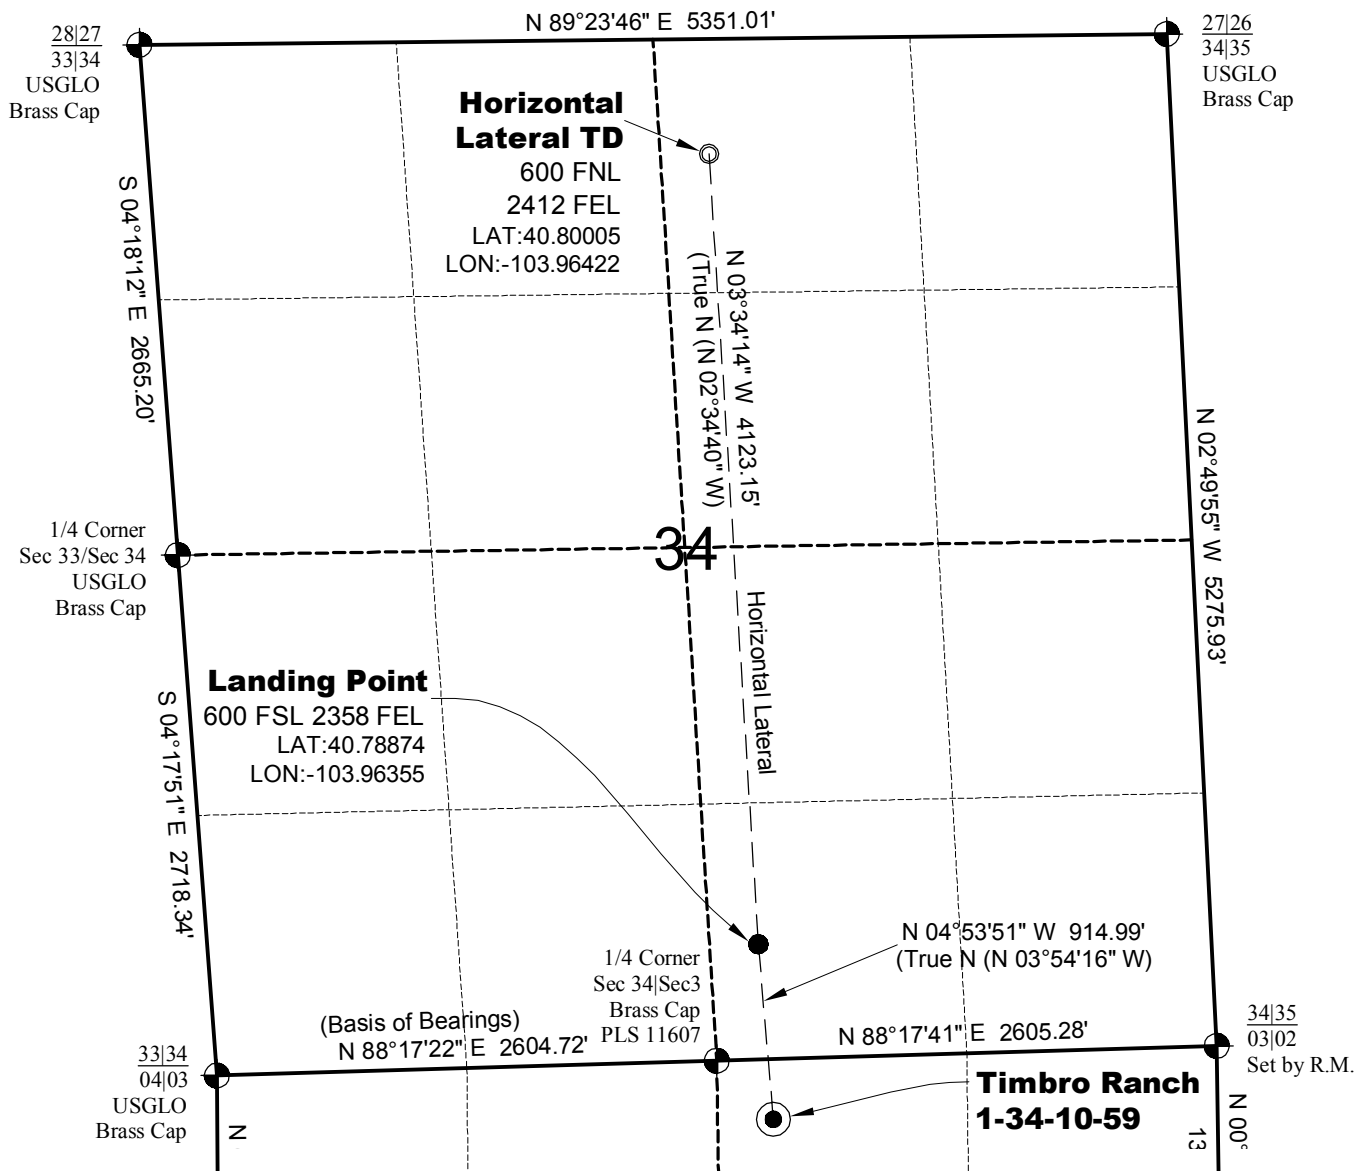 N 89°23'46" E 5351.01'
28|27
33|34
USGLO
Brass Cap
27|26
34|35
USGLO
Brass Cap
Horizontal
Lateral TD
600 FNL
2412 FEL
LAT:40.80005
LON:-103.96422
S 04°18'12" E 2665.20'
N 03°34'14" W 4123.15'
(True N (N 02°34'40" W)
N 02°49'55" W 5275.93'
1/4 Corner
Sec 33/Sec 34
USGLO
Brass Cap
34
Horizontal Lateral
Landing Point
600 FSL 2358 FEL
LAT:40.78874
LON:-103.96355
S 04°17'51" E 2718.34'
N 04°53'51" W 914.99'
(True N (N 03°54'16" W)
1/4 Corner
Sec 34|Sec3
Brass Cap
PLS 11607
(Basis of Bearings)
N 88°17'22" E 2604.72'
N 88°17'41" E 2605.28'
34|35
03|02
Set by R.M.
33|34
04|03
USGLO
Brass Cap
Timbro Ranch
1-34-10-59
N
N 00°
13